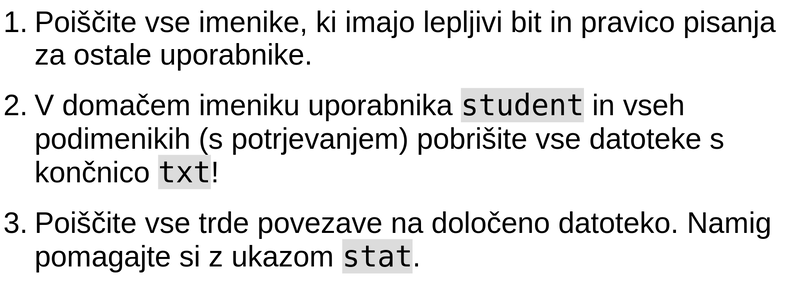 1. Poiščite vse imenike, ki imajo lepljivi bit in pravico pisanja
za ostale uporabnike.
2. V domačem imeniku uporabnika student in vseh
podimenikih (s potrjevanjem) pobrišite vse datoteke s
končnico txt!
3. Poiščite vse trde povezave na določeno datoteko. Namig
pomagajte si z ukazom stat.